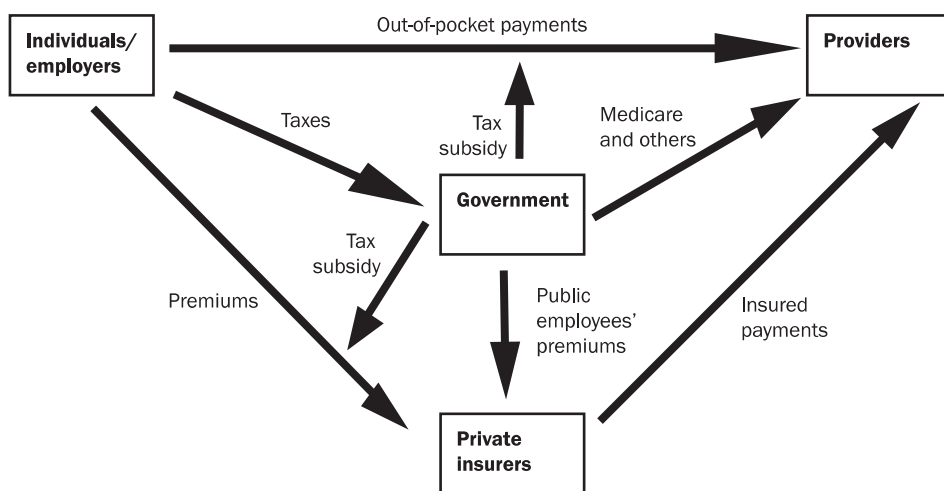 Out-of-pocket payments
Individuals/
employers
Providers
Taxes
Tax
subsidy
Medicare
and others
Government
Tax
subsidy
Premiums
Public
employees’
premiums
Insured
payments
Private
insurers